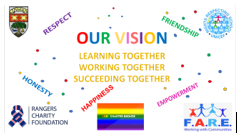 RESPECT
FRIENDSHIP
OUR VISION
LEARNING TOGETHER
WORKING TOGETHER
SUCCEEDING TOGETHER
HONESTY
HAPPINESS
EMPOWERMENT
RANGERS
CHARITY
FOUNDATION
F.A.R.E.
Working with Communities